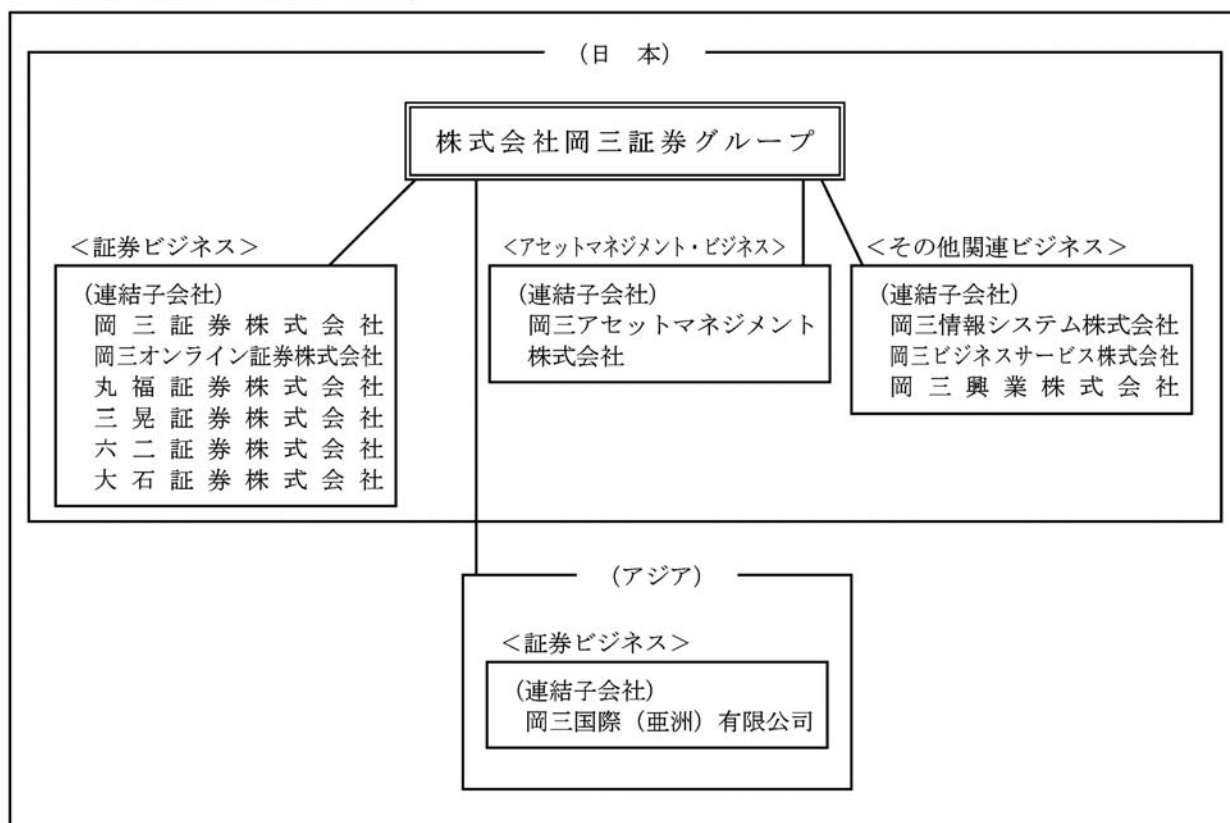 (日 本)
株式会社岡三証券グループ
<証券ビジネス>
(連結子会社)
岡三証券株式会社
岡三オンライン証券株式会社
丸福証券株式会社
三晃証券株式会社
六二証券株式会社
大石証券株式会社
<アセットマネジメント・ビジネス>
(連結子会社)
岡三アセットマネジメント
株式会社
<その他関連ビジネス>
(連結子会社)
岡三情報システム株式会社
岡三ビジネスサービス株式会社
岡三興業株式会社
(アジア)
<証券ビジネス>
(連結子会社)
岡三国際(亜洲)有限公司